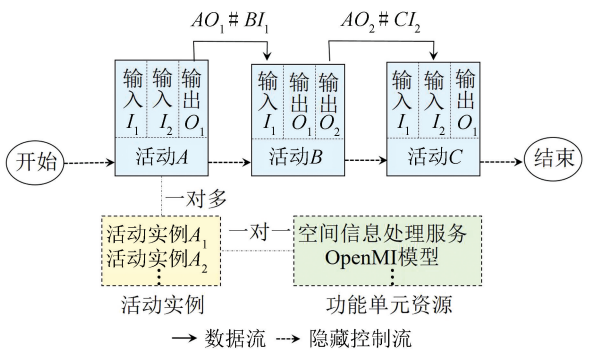 AO₁ # BI₁
AO₂ # CI₂
输入 I₁ 输入 I₂ 输出 O₁
输入 I₁ 输出 O₁ 输出 O₂
输入 I₁ 输入 I₂ 输出 O₁
开始
活动A
活动B
活动C
结束
一对多
活动实例A₁
活动实例A₂
⋮
一对一
空间信息处理服务
OpenMI模型
⋮
活动实例
功能单元资源
数据流
隐藏控制流